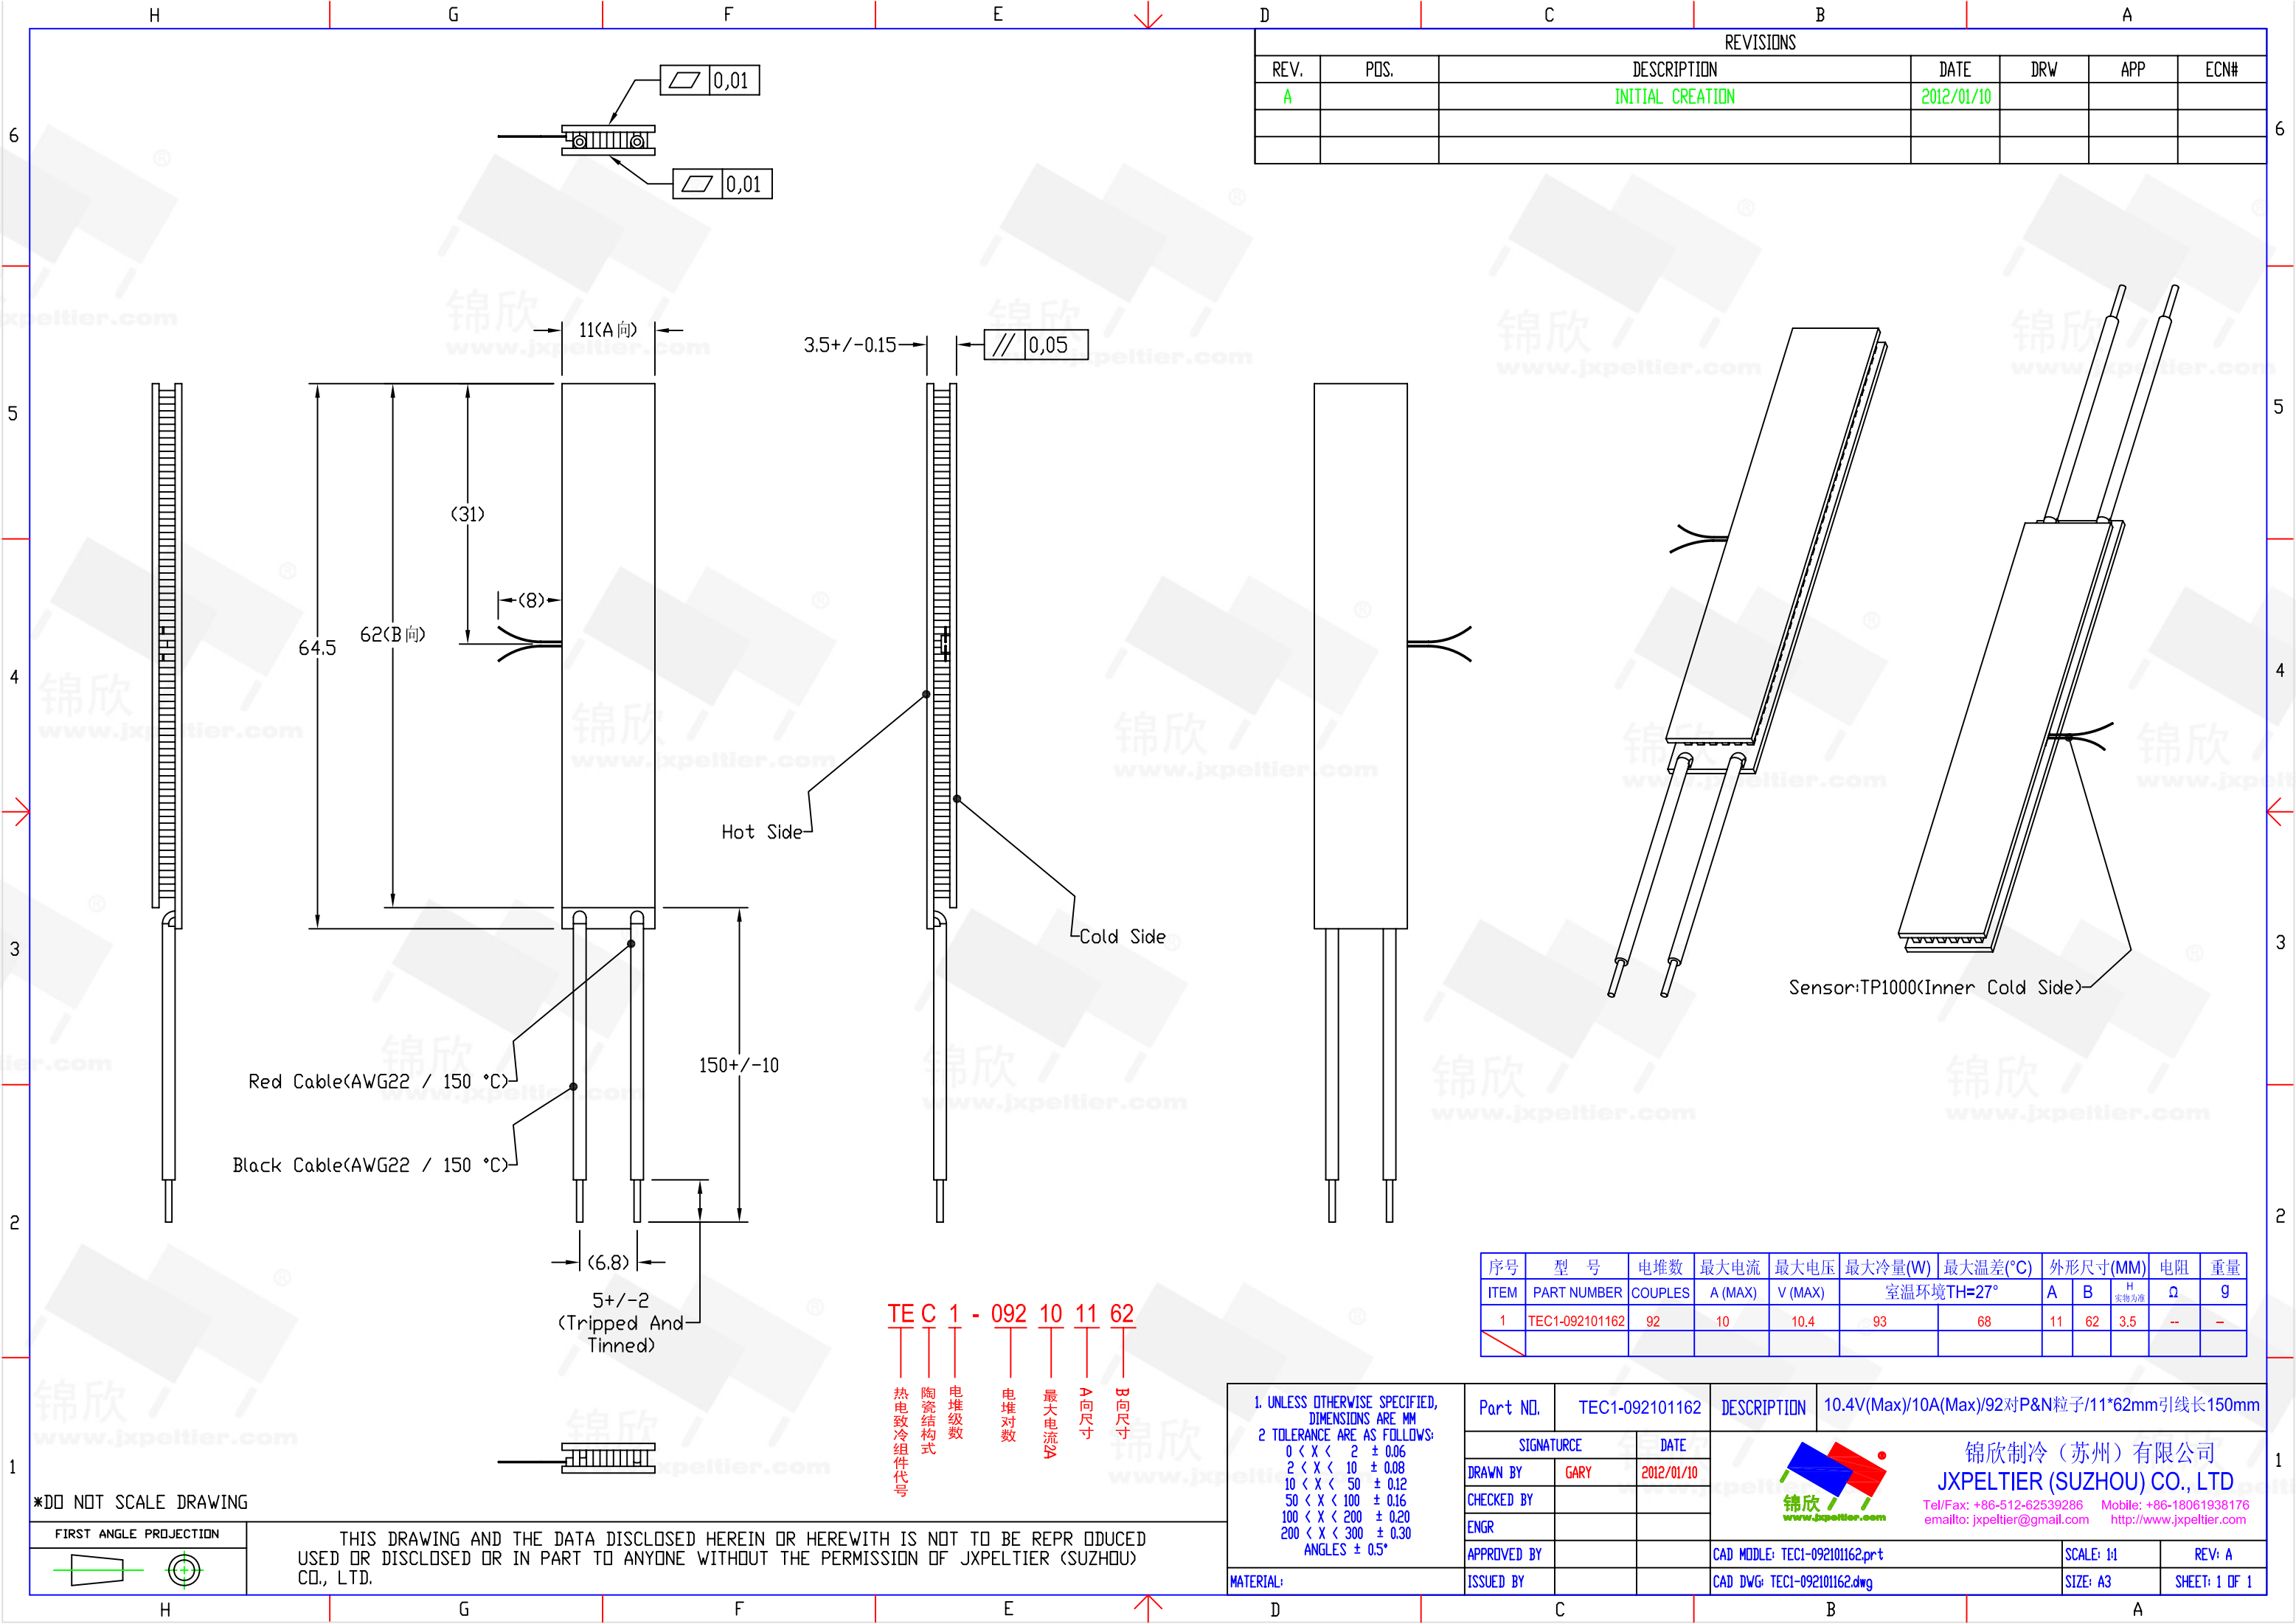 H G F E D C B A
REVISIONS
REV. POS. DESCRIPTION DATE DRW APP ECN#
A INITIAL CREATION 2012/01/10
6 6
0,01
0,01
11(A向)
3.5+/-0.15
0,05
5 5
(31)
(8)
62(B向)
64.5
4 4
Hot Side
Cold Side
3 3
Sensor:TP1000(Inner Cold Side)
150+/-10
Red Cable(AWG22 / 150 °C)
Black Cable(AWG22 / 150 °C)
2 2
(6.8)
5+/-2
(Tripped And
Tinned)
TE C 1 - 092 10 11 62
热电致冷组件代号
陶瓷结构式
电堆级数
电堆对数
最大电流2A
A向尺寸
B向尺寸
序号 型 号 电堆数 最大电流 最大电压 最大冷量(W) 最大温差(°C) 外形尺寸(MM) 电阻 重量
ITEM PART NUMBER COUPLES A (MAX) V (MAX) 室温环境TH=27° A B H 实物为准 Ω g
1 TEC1-092101162 92 10 10,4 93 68 11 62 3.5 -- –
1. UNLESS OTHERWISE SPECIFIED,
DIMENSIONS ARE MM
2 TOLERANCE ARE AS FOLLOWS:
0 < X < 2 ± 0.06
2 < X < 10 ± 0.08
10 < X < 50 ± 0.12
50 < X < 100 ± 0.16
100 < X < 200 ± 0.20
200 < X < 300 ± 0.30
ANGLES ± 0.5°
MATERIAL:
Part NO. TEC1-092101162 DESCRIPTION 10.4V(Max)/10A(Max)/92对P&N粒子/11*62mm引线长150mm
SIGNATURE DATE
DRAWN BY GARY 2012/01/10
CHECKED BY
ENGR
APPROVED BY
ISSUED BY
锦欣
www.jxpeltier.com
锦欣制冷（苏州）有限公司
JXPELTIER (SUZHOU) CO., LTD
Tel/Fax: +86-512-62539286 Mobile: +86-18061938176
emailto: jxpeltier@gmail.com http://www.jxpeltier.com
CAD MODLE: TEC1-092101162.prt SCALE: 1:1 REV: A
CAD DWG: TEC1-092101162.dwg SIZE: A3 SHEET: 1 OF 1
1 1
*DO NOT SCALE DRAWING
FIRST ANGLE PROJECTION
THIS DRAWING AND THE DATA DISCLOSED HEREIN OR HEREWITH IS NOT TO BE REPR ODUCED
USED OR DISCLOSED OR IN PART TO ANYONE WITHOUT THE PERMISSION OF JXPELTIER (SUZHOU)
CO., LTD.
H G F E D C B A